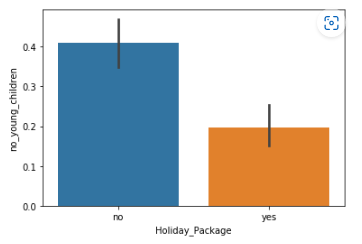 0.4
0.3
0.2
0.1
0.0
no_young_children
no
yes
Holiday_Package